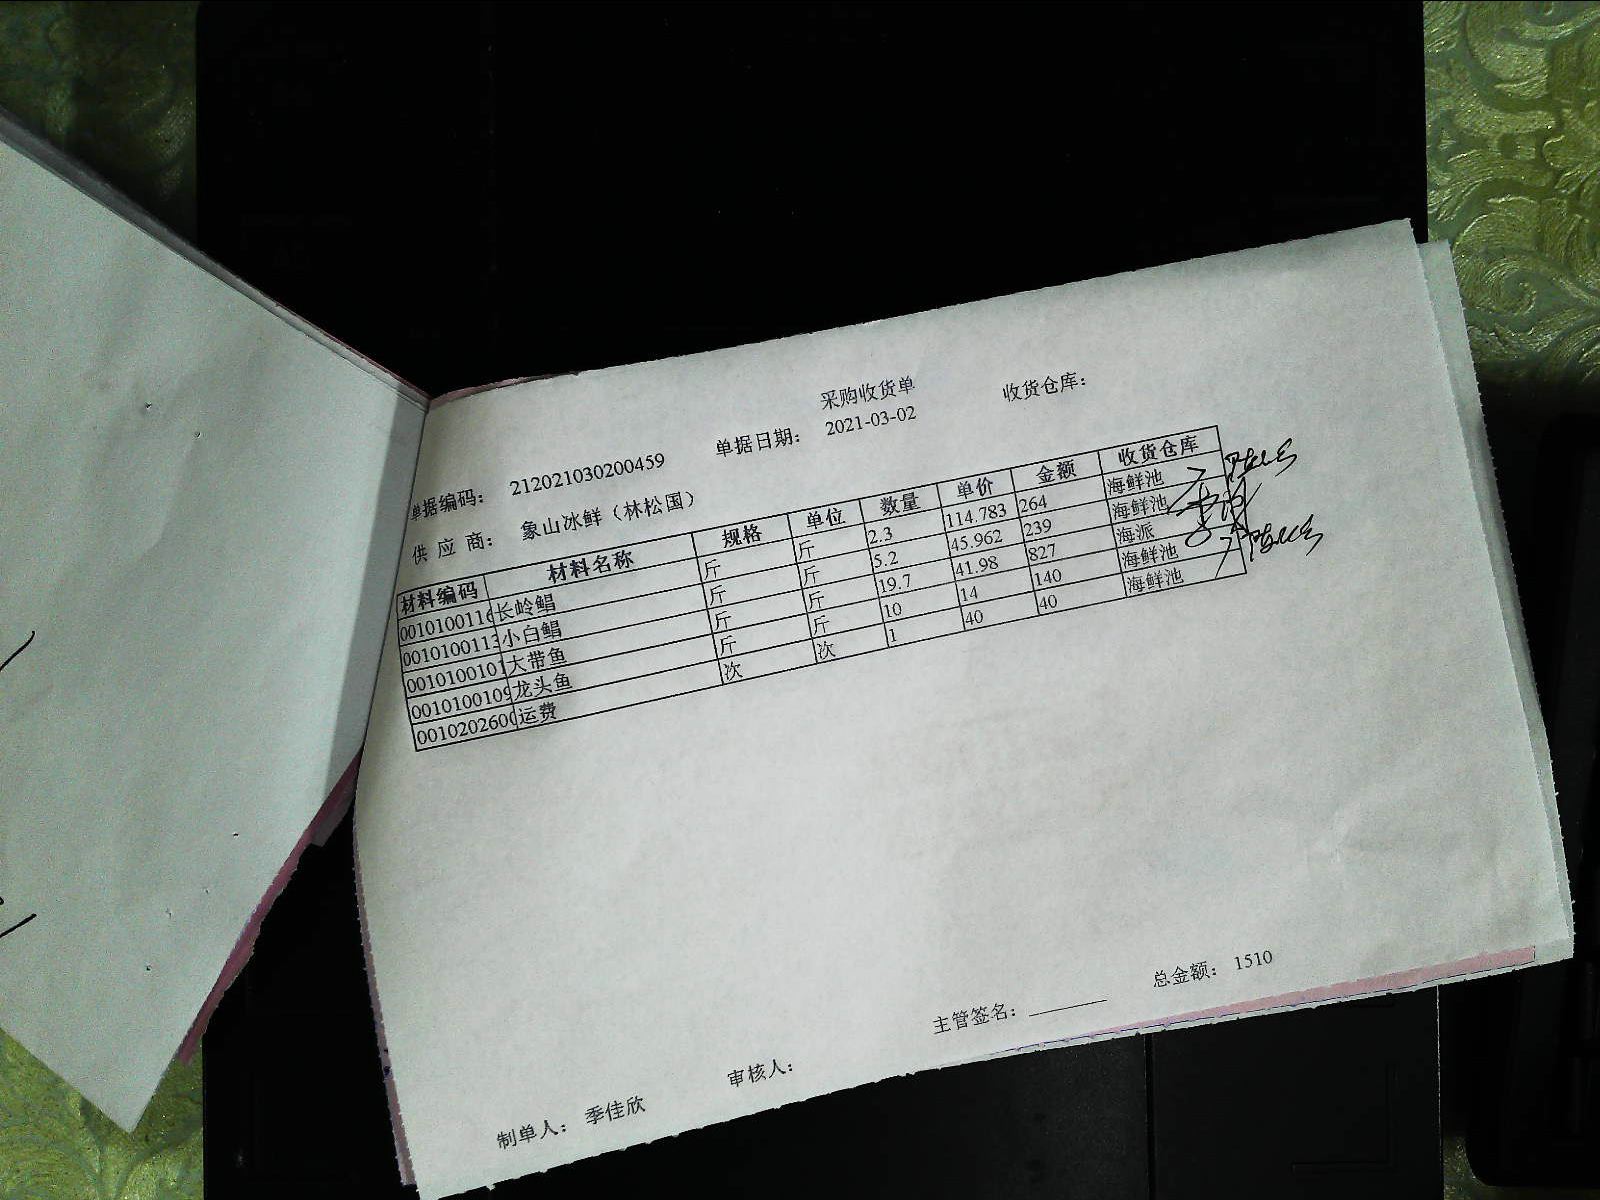 采购收货单
单据编码: 212021030200459 单据日期: 2021-03-02 收货仓库:
供 应 商: 象山冰鲜（林松国）
材料编码 材料名称 规格 单位 数量 单价 金额 收货仓库
001010011 长岭鲳 斤 斤 2.3 114.783 264 海鲜池
001010011 小白鲳 斤 斤 5.2 45.962 239 海鲜池
001010010 大带鱼 斤 斤 19.7 41.98 827 海派
001010010 龙头鱼 斤 斤 10 14 140 海鲜池
001020260 运费 次 次 1 40 40 海鲜池
总金额: 1510
主管签名:
审核人:
制单人: 季佳欣